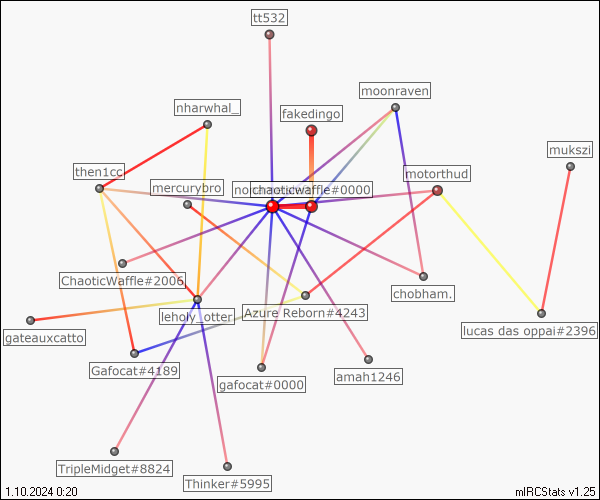 tt532
moonraven
nharwhal_
fakedingo
mukszi
then1cc
motorthud
mercurybro
chaoticwaffle#0000
ChaoticWaffle#2006
chobham.
leholy_otter
Azure Reborn#4243
lucas das oppai#2396
gateauxcatto
Gafocat#4189
gafocat#0000
amah1246
TripleMidget#8824
Thinker#5995
1.10.2024 0:20
mIRCStats v1.25